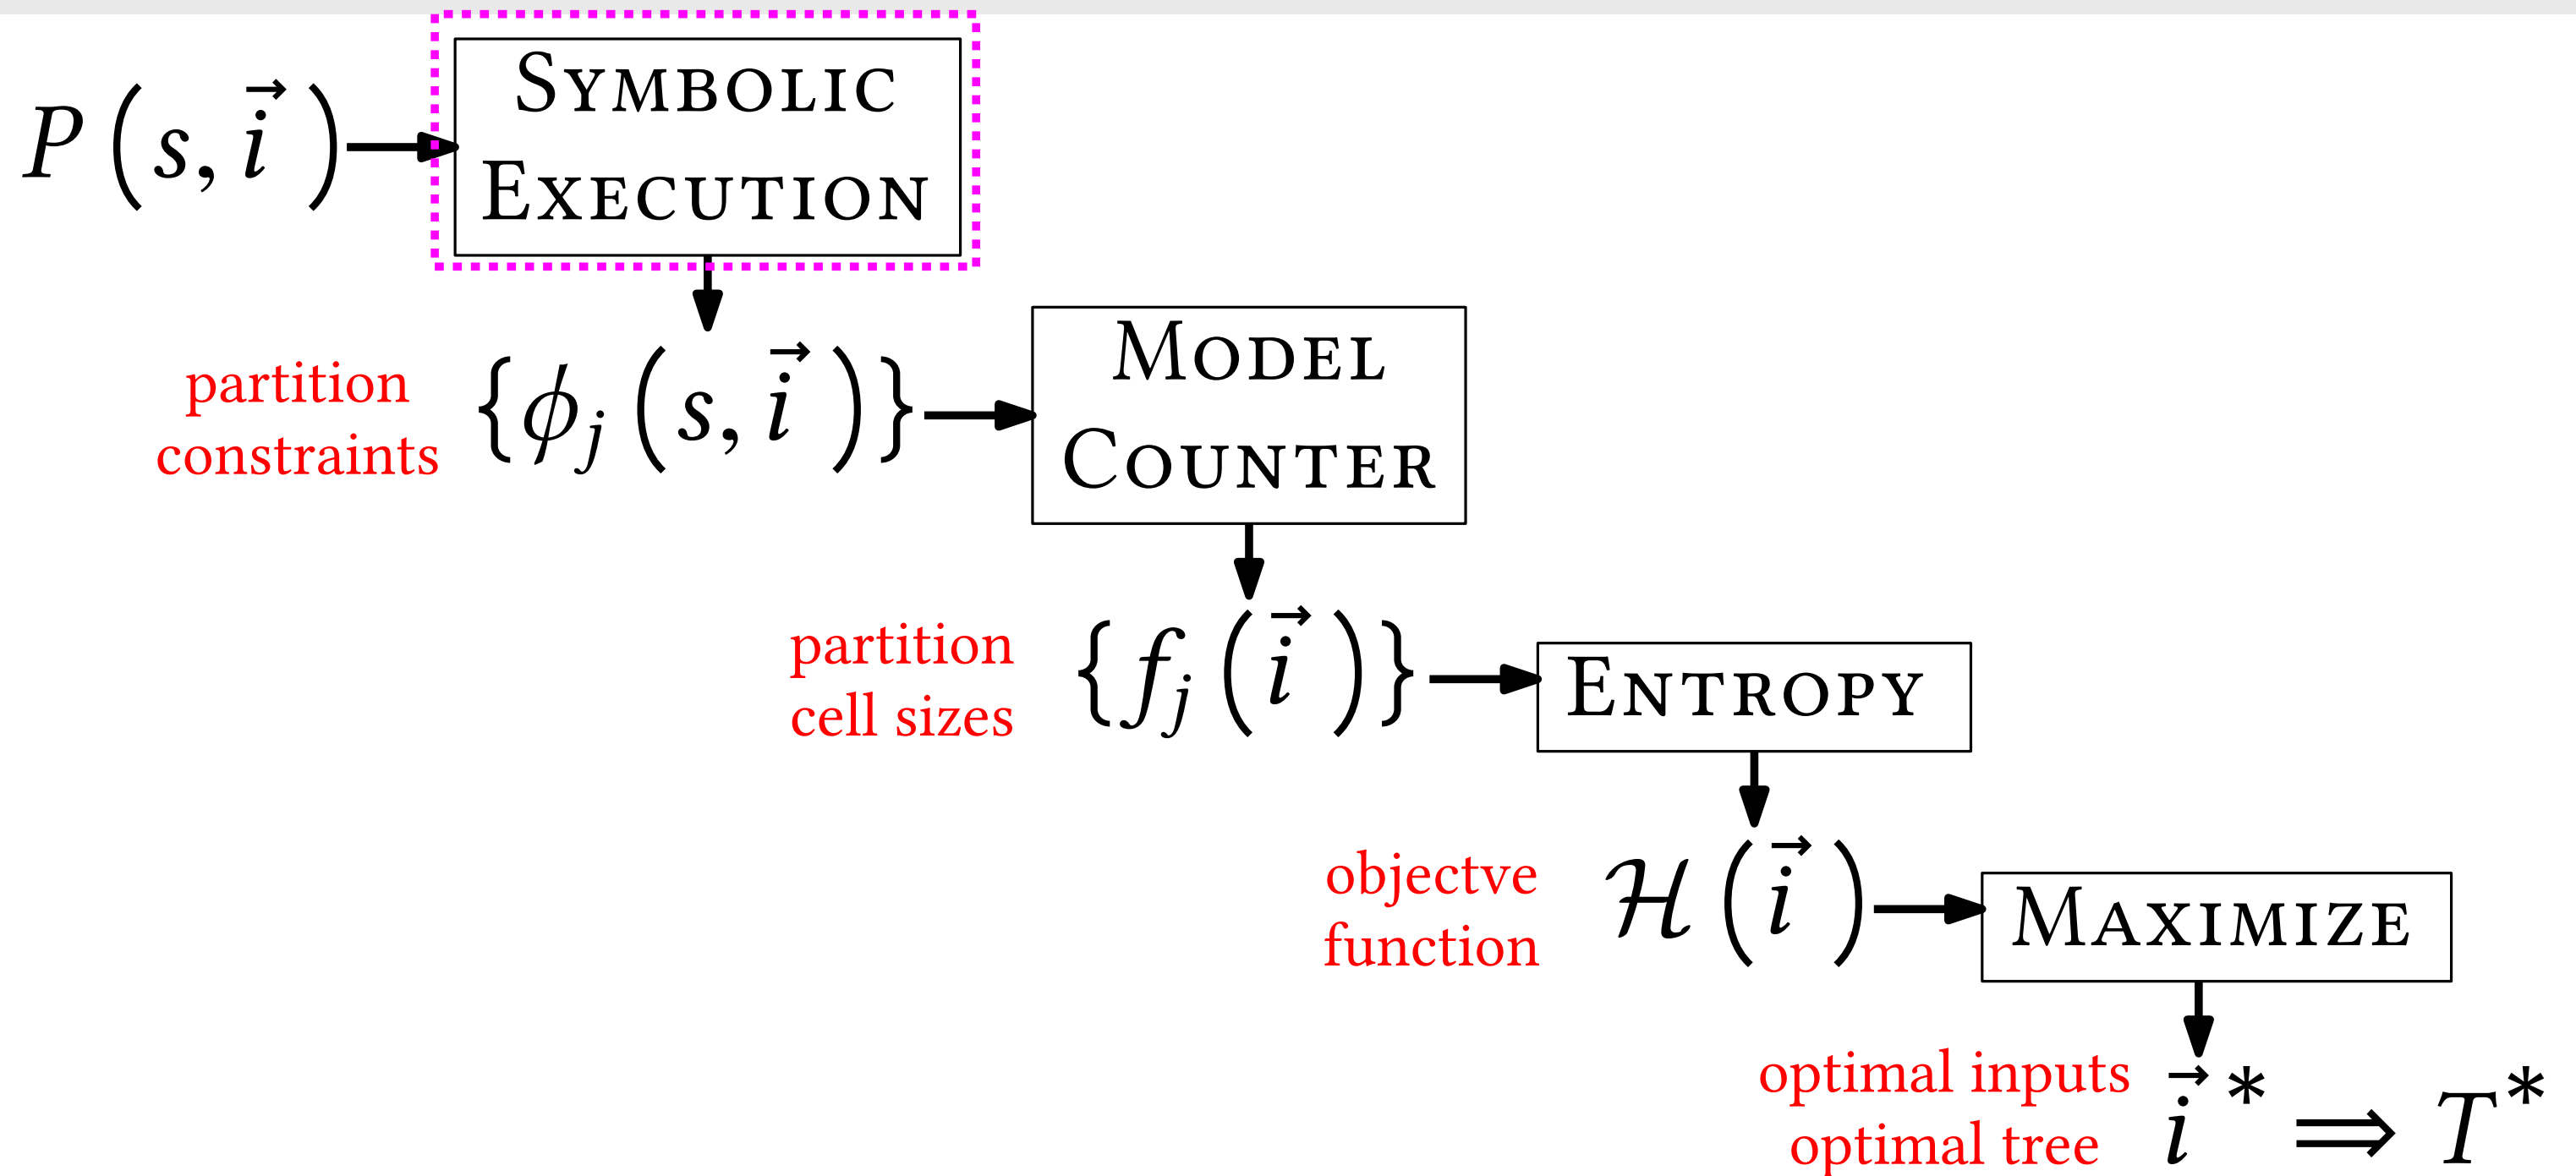 SYMBOLIC
EXECUTION
P(s, i⃗)
MODEL
COUNTER
partition
constraints
{ϕⱼ(s, i⃗)}
partition
cell sizes
{fⱼ(i⃗)}
ENTROPY
objectve
function
ℋ(i⃗)
MAXIMIZE
optimal inputs
optimal tree
i⃗* ⟹ T*